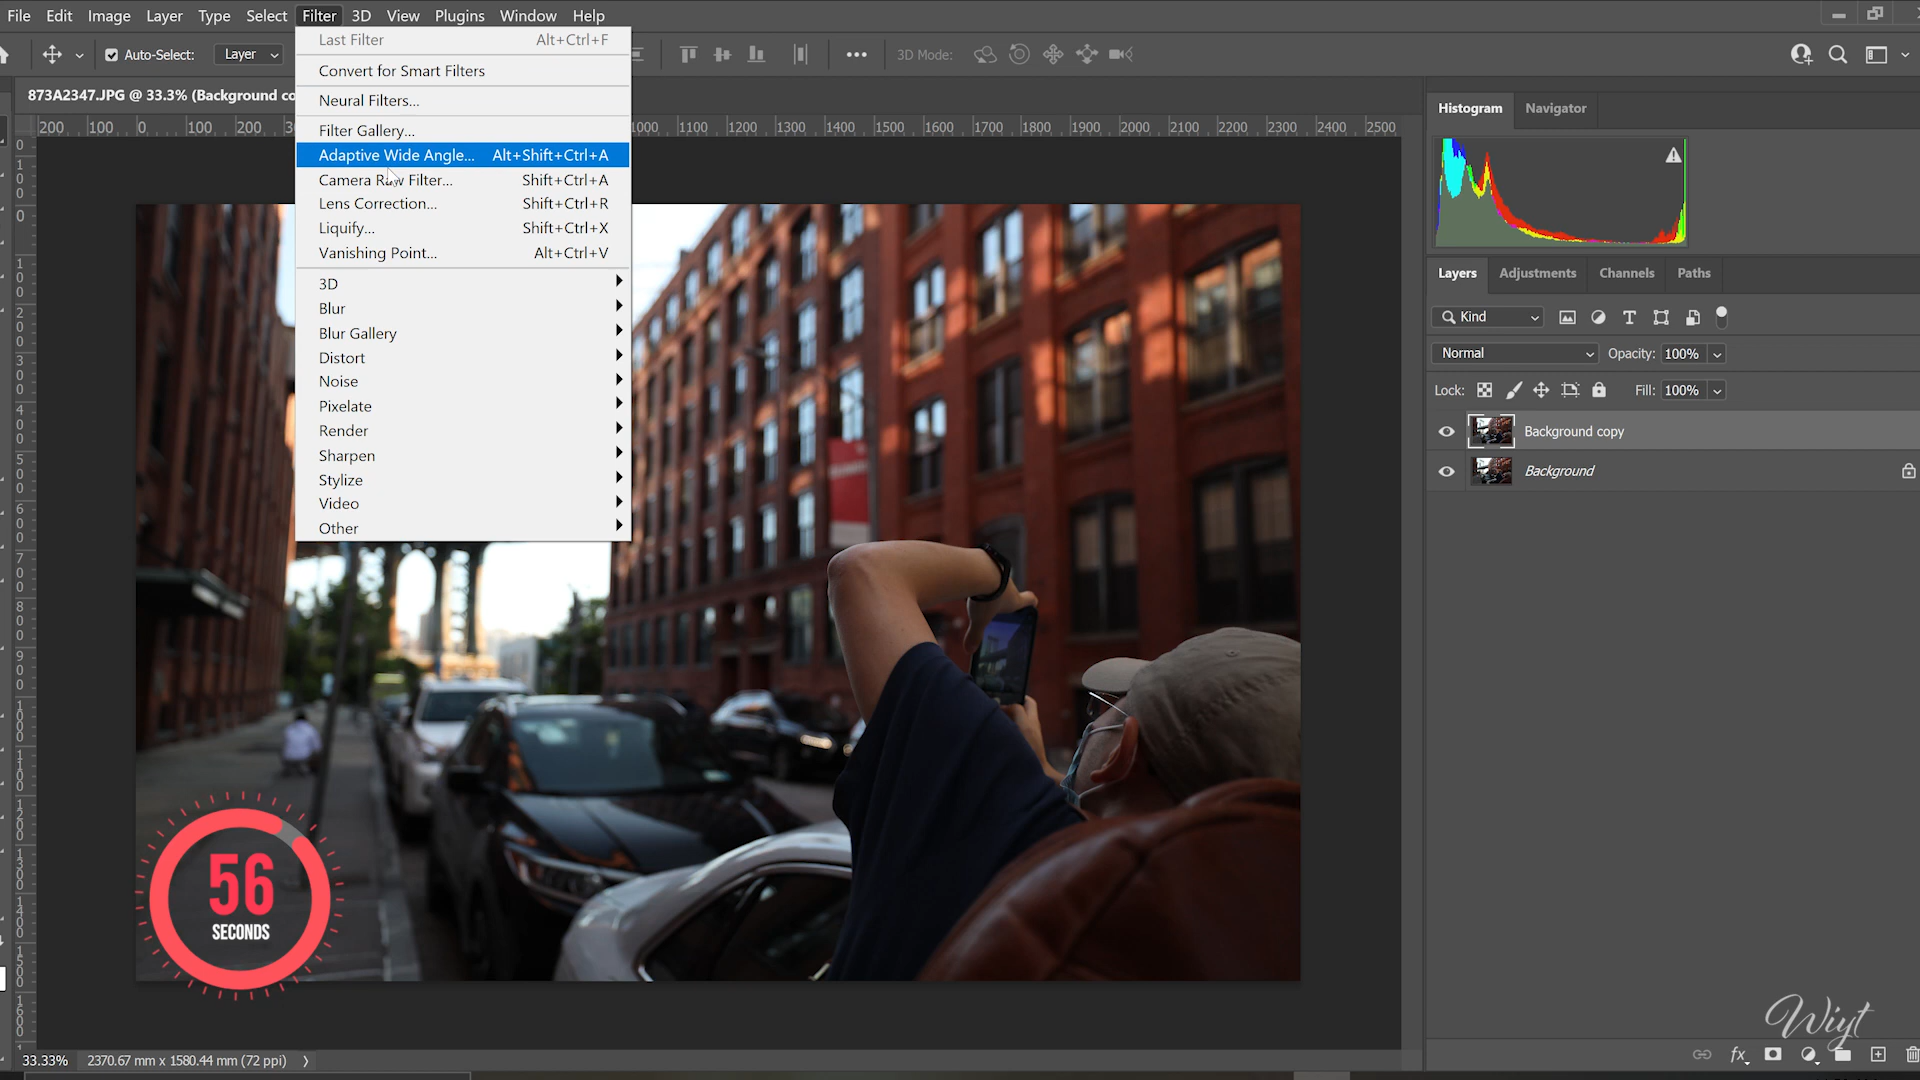 File Edit Image Layer Type Select Filter 3D View Plugins Window Help
Auto-Select: Layer
3D Mode:
873A2347.JPG @ 33.3% (Background co
200 100 0 100 200 1000 1100 1200 1300 1400 1500 1600 1700 1800 1900 2000 2100 2200 2300 2400 2500
Last Filter Alt+Ctrl+F
Convert for Smart Filters
Neural Filters...
Filter Gallery...
Adaptive Wide Angle... Alt+Shift+Ctrl+A
Camera Raw Filter... Shift+Ctrl+A
Lens Correction... Shift+Ctrl+R
Liquify... Shift+Ctrl+X
Vanishing Point... Alt+Ctrl+V
3D
Blur
Blur Gallery
Distort
Noise
Pixelate
Render
Sharpen
Stylize
Video
Other
Histogram Navigator
Layers Adjustments Channels Paths
Kind
Normal Opacity: 100%
Lock: Fill: 100%
Background copy
Background
56
SECONDS
Wiyt
fx
33.33% 2370.67 mm x 1580.44 mm (72 ppi)